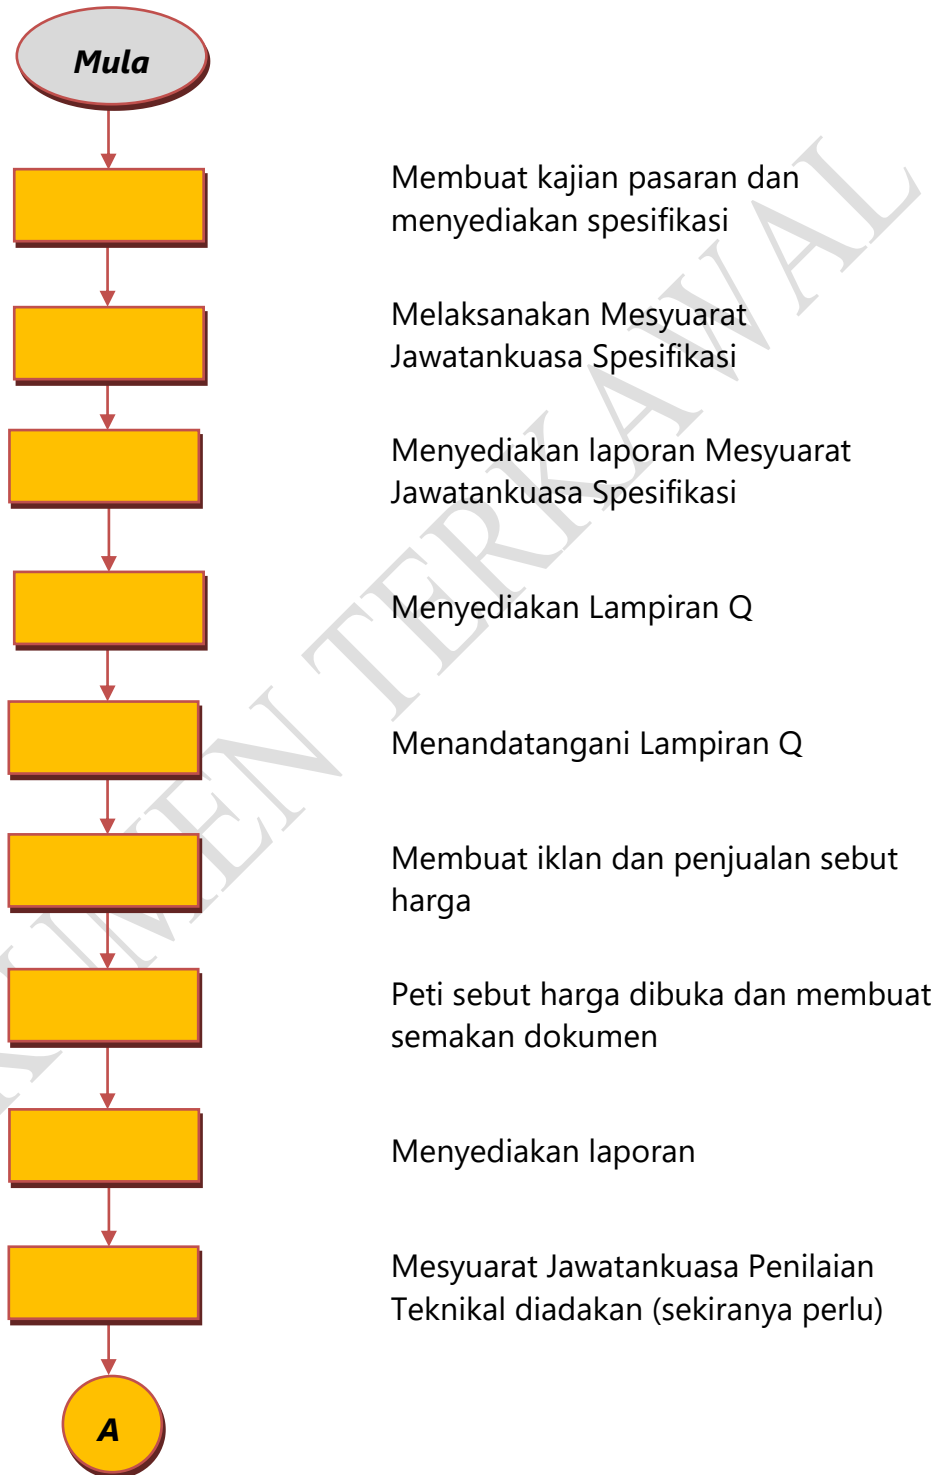 Mula
Membuat kajian pasaran dan
menyediakan spesifikasi
Melaksanakan Mesyuarat
Jawatankuasa Spesifikasi
Menyediakan laporan Mesyuarat
Jawatankuasa Spesifikasi
Menyediakan Lampiran Q
Menandatangani Lampiran Q
Membuat iklan dan penjualan sebut
harga
Peti sebut harga dibuka dan membuat
semakan dokumen
Menyediakan laporan
Mesyuarat Jawatankuasa Penilaian
Teknikal diadakan (sekiranya perlu)
A
KUMEN TERKAWAL